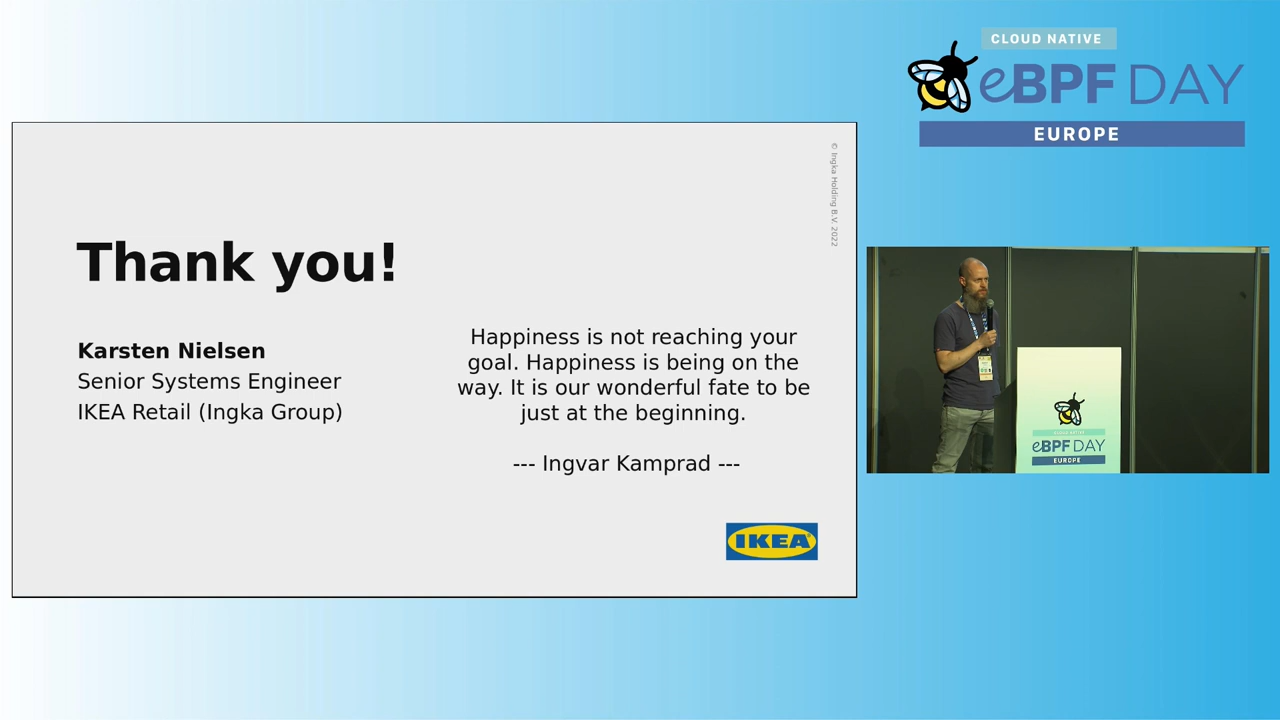 CLOUD NATIVE
eBPF DAY
EUROPE
© Ingka Holding B.V. 2022
Thank you!
Karsten Nielsen
Senior Systems Engineer
IKEA Retail (Ingka Group)
Happiness is not reaching your
goal. Happiness is being on the
way. It is our wonderful fate to be
just at the beginning.
--- Ingvar Kamprad ---
IKEA
eBPF DAY
EUROPE